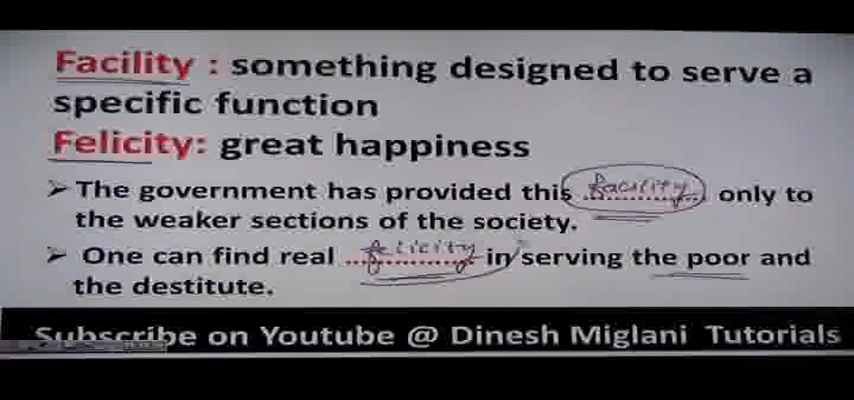 Facility : something designed to serve a
specific function
Felicity: great happiness
➢ The government has provided this facility only to
the weaker sections of the society.
➢ One can find real felicity in serving the poor and
the destitute.
Subscribe on Youtube @ Dinesh Miglani Tutorials